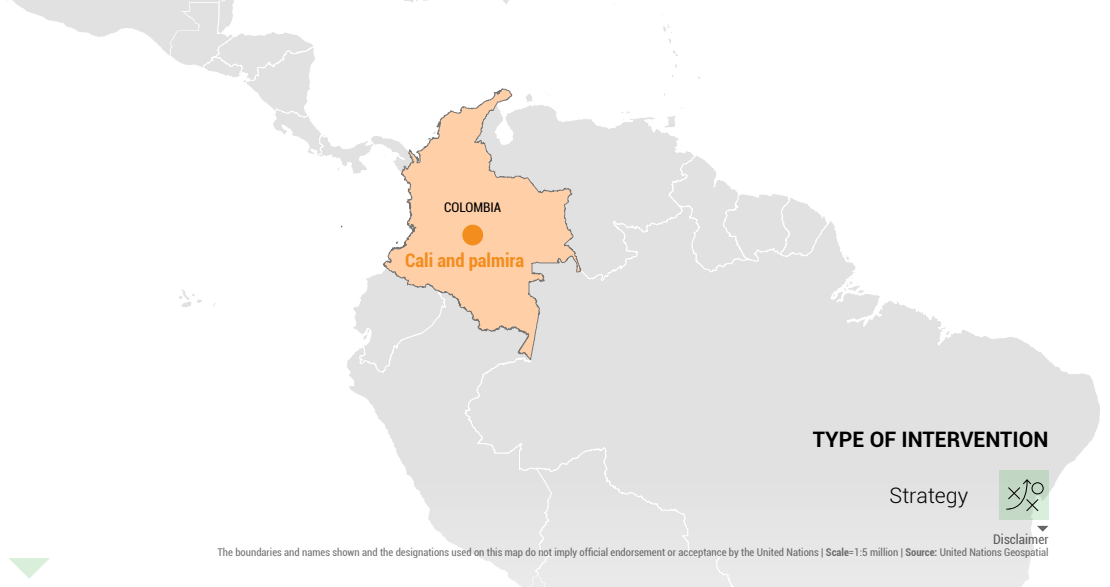 COLOMBIA
Cali and palmira
TYPE OF INTERVENTION
Strategy
Disclaimer
The boundaries and names shown and the designations used on this map do not imply official endorsement or acceptance by the United Nations | Scale=1:5 million | Source: United Nations Geospatial